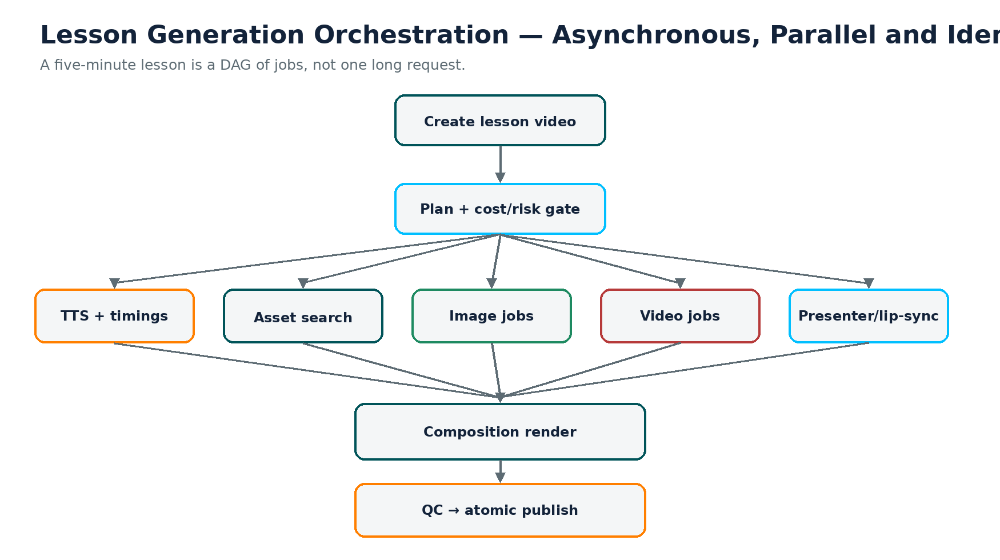 Lesson Generation Orchestration — Asynchronous, Parallel and
A five-minute lesson is a DAG of jobs, not one long request.
Create lesson video
Plan + cost/risk gate
TTS + timings
Asset search
Image jobs
Video jobs
Presenter/lip-sync
Composition render
QC → atomic publish